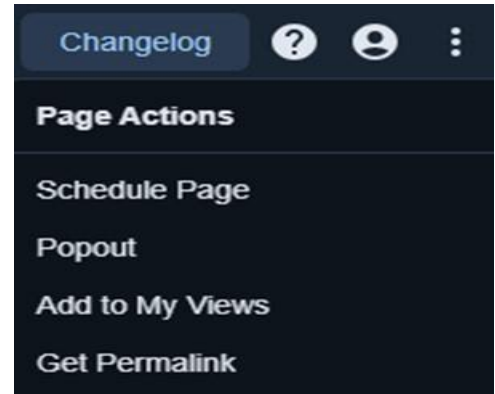 Changelog
Page Actions
Schedule Page
Popout
Add to My Views
Get Permalink